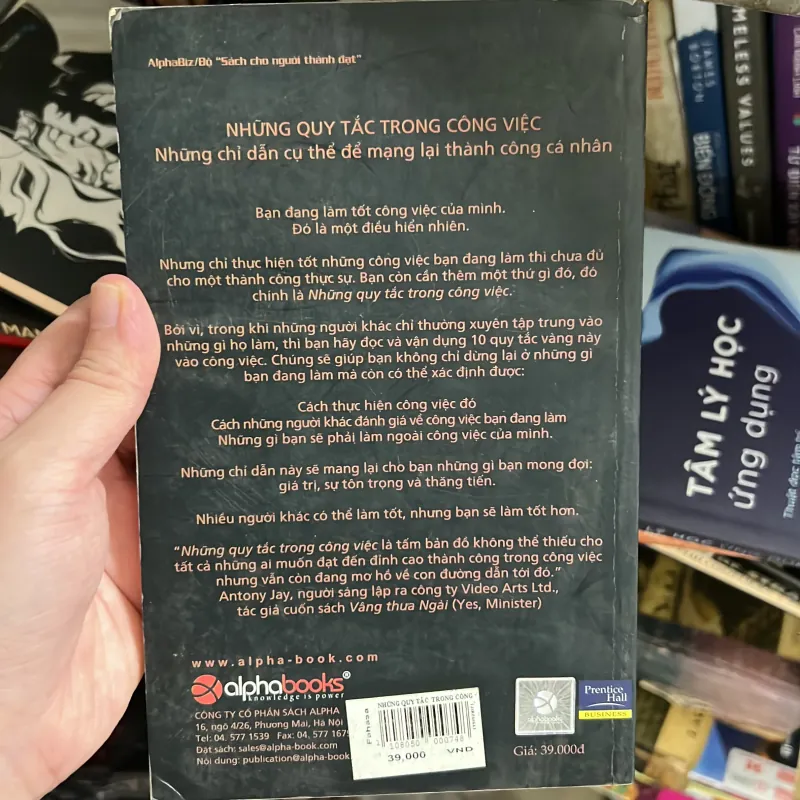 AlphaBiz/Bộ "Sách cho người thành đạt"
NHỮNG QUY TẮC TRONG CÔNG VIỆC
Những chỉ dẫn cụ thể để mạng lại thành công cá nhân
Bạn đang làm tốt công việc của mình.
Đó là một điều hiển nhiên.
Nhưng chỉ thực hiện tốt những công việc bạn đang làm thì chưa đủ
cho một thành công thực sự. Bạn còn cần thêm một thứ gì đó, đó
chính là Những quy tắc trong công việc.
Bởi vì, trong khi những người khác chỉ thường xuyên tập trung vào
những gì họ làm, thì bạn hãy đọc và vận dụng 10 quy tắc vàng này
vào công việc. Chúng sẽ giúp bạn không chỉ dừng lại ở những gì
bạn đang làm mà còn có thể xác định được:
Cách thực hiện công việc đó
Cách những người khác đánh giá về công việc bạn đang làm
Những gì bạn sẽ phải làm ngoài công việc của mình.
Những chỉ dẫn này sẽ mang lại cho bạn những gì bạn mong đợi:
giá trị, sự tôn trọng và thăng tiến.
Nhiều người khác có thể làm tốt, nhưng bạn sẽ làm tốt hơn.
"Những quy tắc trong công việc là tấm bản đồ không thể thiếu cho
tất cả những ai muốn đạt đến đỉnh cao thành công trong công việc
nhưng vẫn còn đang mơ hồ về con đường dẫn tới đó."
Antony Jay, người sáng lập ra công ty Video Arts Ltd.,
tác giả cuốn sách Vâng thưa Ngài (Yes, Minister)
www.alpha-book.com
alphabooks®
knowledge is power
CÔNG TY CỔ PHẦN SÁCH ALPHA
16, ngõ 4/26, Phương Mai, Hà Nội
Tel: 04. 577 1539 Fax: 04. 577 167
Đặt sách: sales@alpha-book.com
Nội dung: publication@alpha-book.
NHỮNG QUY TẮC TRONG CÔNG
Fahasa
39,000 VND
Prentice
Hall
BUSINESS
Giá: 39.000đ
TÂM LÝ HỌC
ứng dụng
JAMES
BORTON
BIỂN ĐÔNG
VALUES